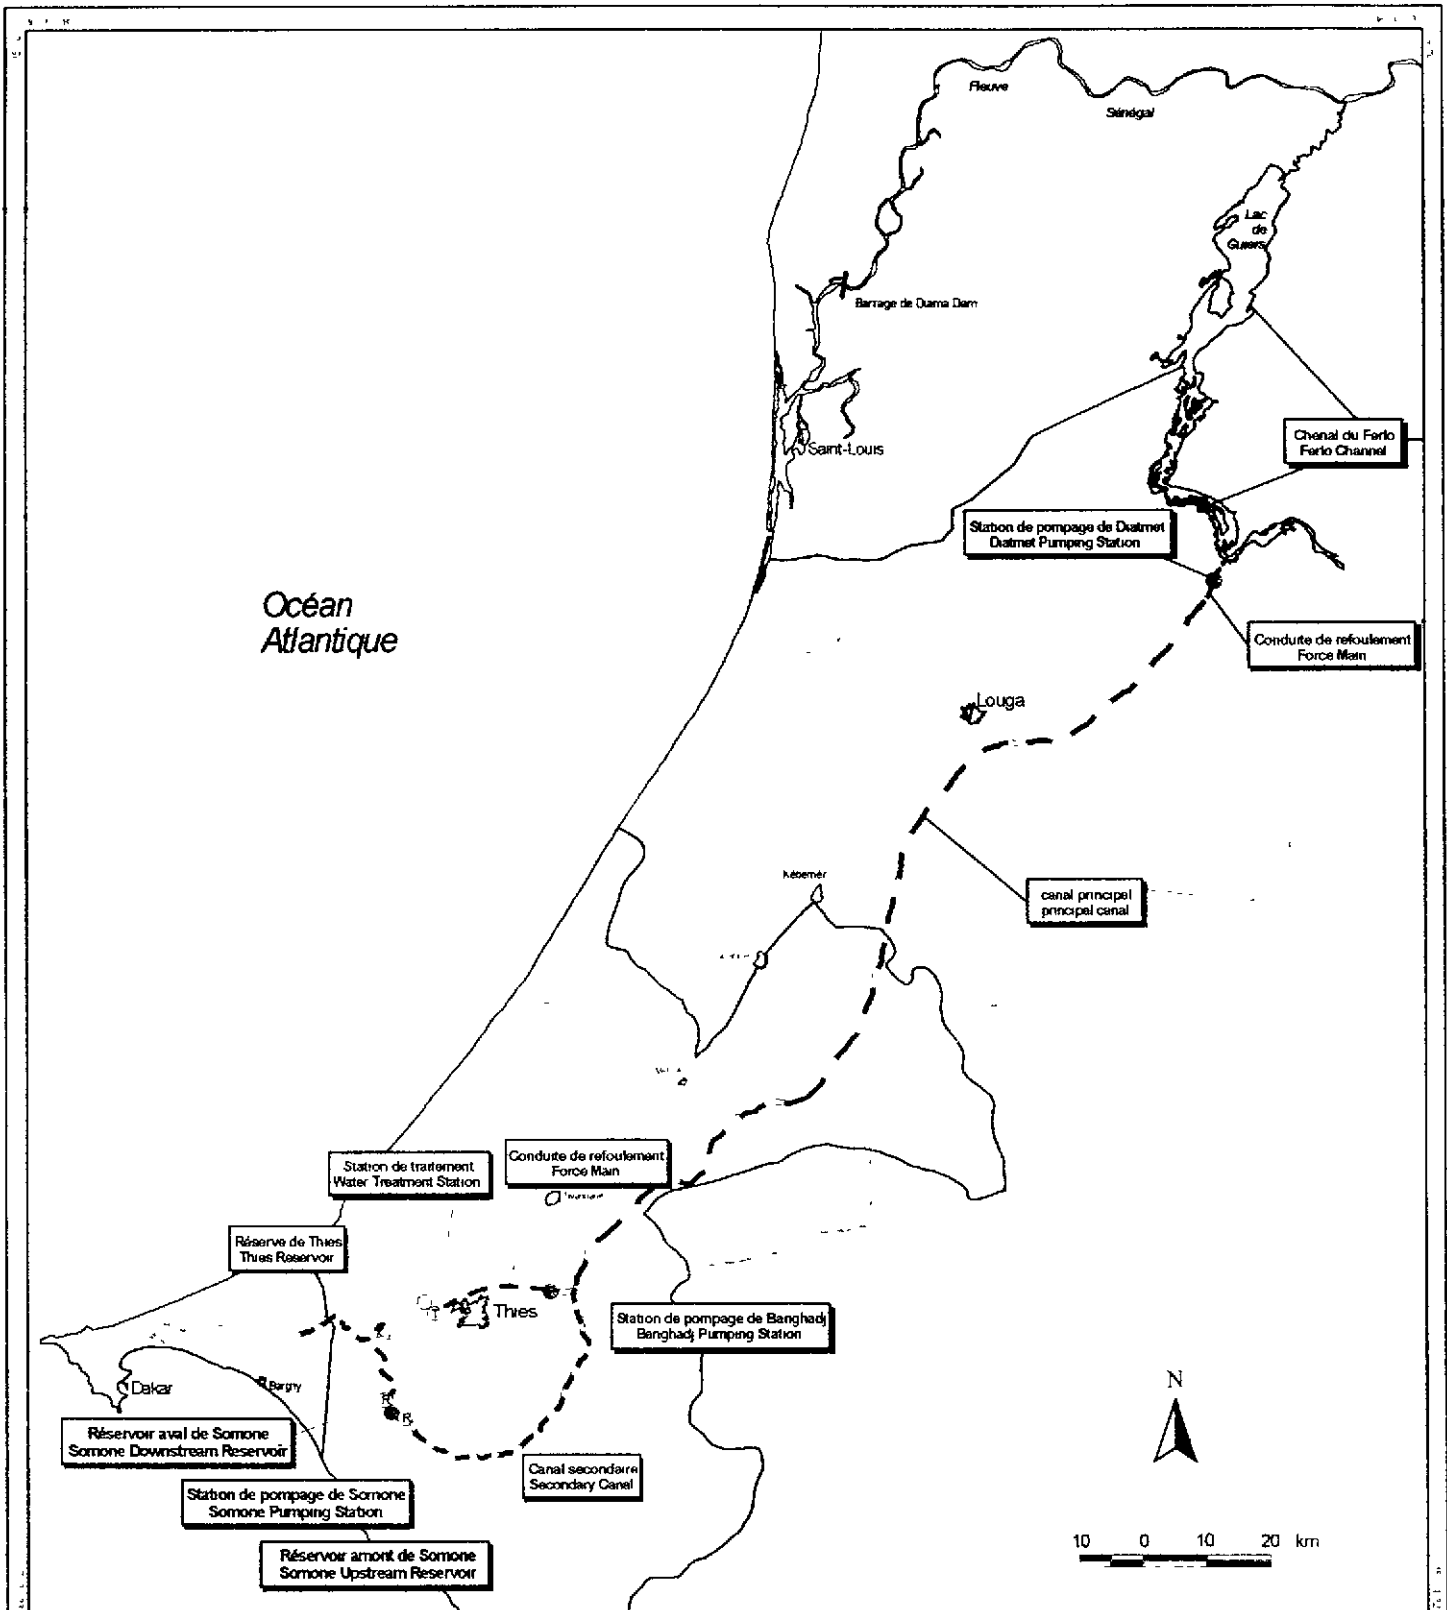 Fleuve
Sénégal
Lac
de
Guiers
Barrage de Diama Dam
Saint-Louis
Chenal du Ferlo
Ferlo Channel
Station de pompage de Diatmet
Diatmet Pumping Station
Océan
Atlantique
Conduite de refoulement
Force Main
Louga
Kébemér
canal principal
principal canal
Station de traitement
Water Treatment Station
Conduite de refoulement
Force Main
Réserve de Thies
Thies Reservoir
Thies
Station de pompage de Banghadj
Banghadj Pumping Station
Dakar
Bargny
Réservoir aval de Somone
Somone Downstream Reservoir
Canal secondaire
Secondary Canal
Station de pompage de Somone
Somone Pumping Station
Réservoir amont de Somone
Somone Upstream Reservoir
N
10 0 10 20 km